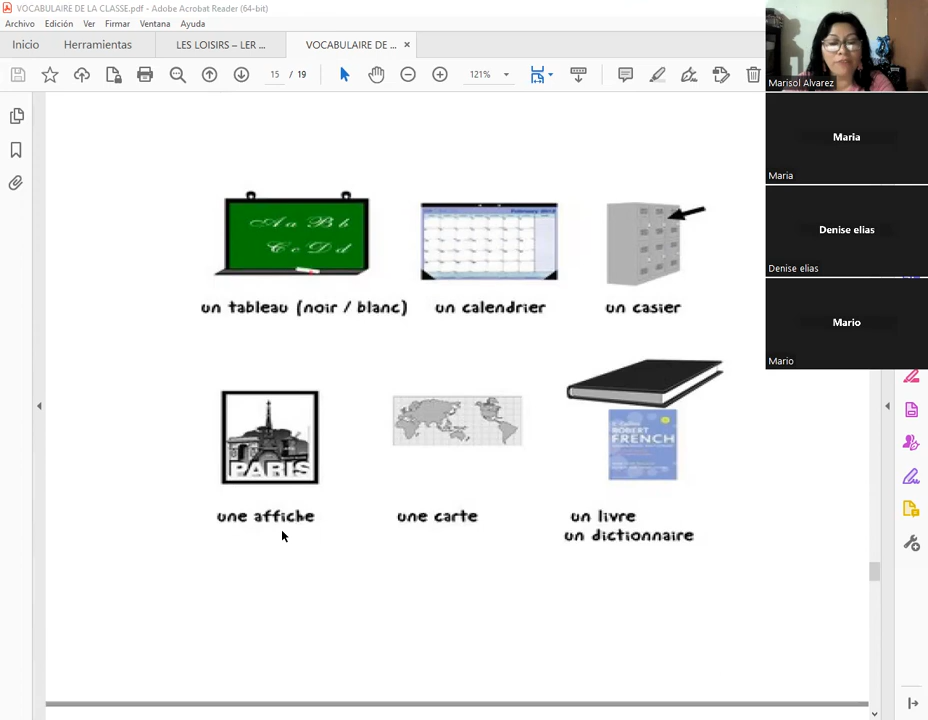 VOCABULAIRE DE LA CLASSE.pdf - Adobe Acrobat Reader (64-bit)
Archivo Edición Ver Firmar Ventana Ayuda
Inicio Herramientas LES LOISIRS – LER ... VOCABULAIRE DE ... ×
15 / 19 121%
Marisol Alvarez
Maria
Maria
Denise elias
Denise elias
Mario
Mario
A a B b
C c D d
un tableau (noir / blanc) un calendrier un casier
PARIS
ROBERT
FRENCH
une affiche une carte un livre
un dictionnaire